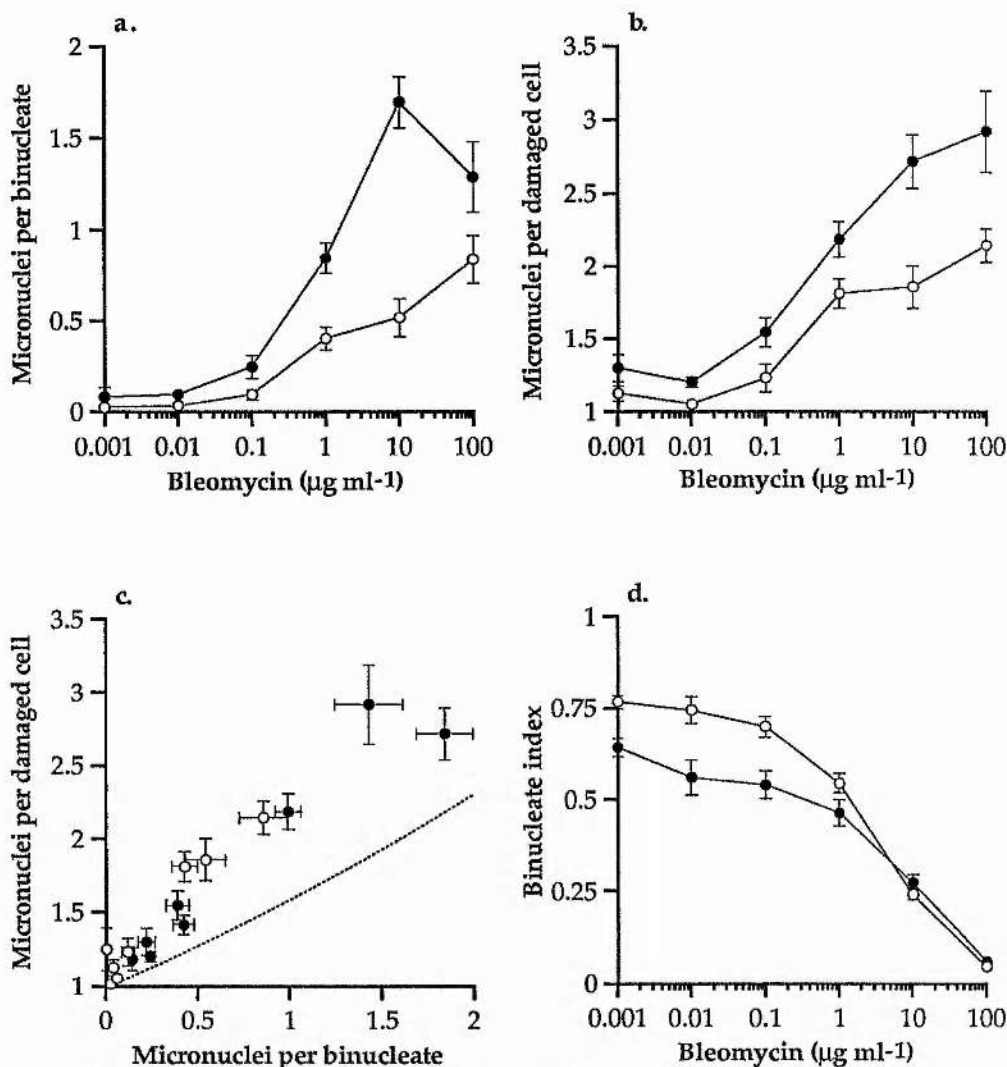 a.
Micronuclei per binucleate
2
1.5
1
0.5
0
0.001 0.01 0.1 1 10 100
Bleomycin (µg ml-1)
b.
Micronuclei per damaged cell
3.5
3
2.5
2
1.5
1
0.001 0.01 0.1 1 10 100
Bleomycin (µg ml-1)
c.
Micronuclei per damaged cell
3.5
3
2.5
2
1.5
1
0 0.5 1 1.5 2
Micronuclei per binucleate
d.
Binucleate index
1
0.75
0.5
0.25
0
0.001 0.01 0.1 1 10 100
Bleomycin (µg ml-1)